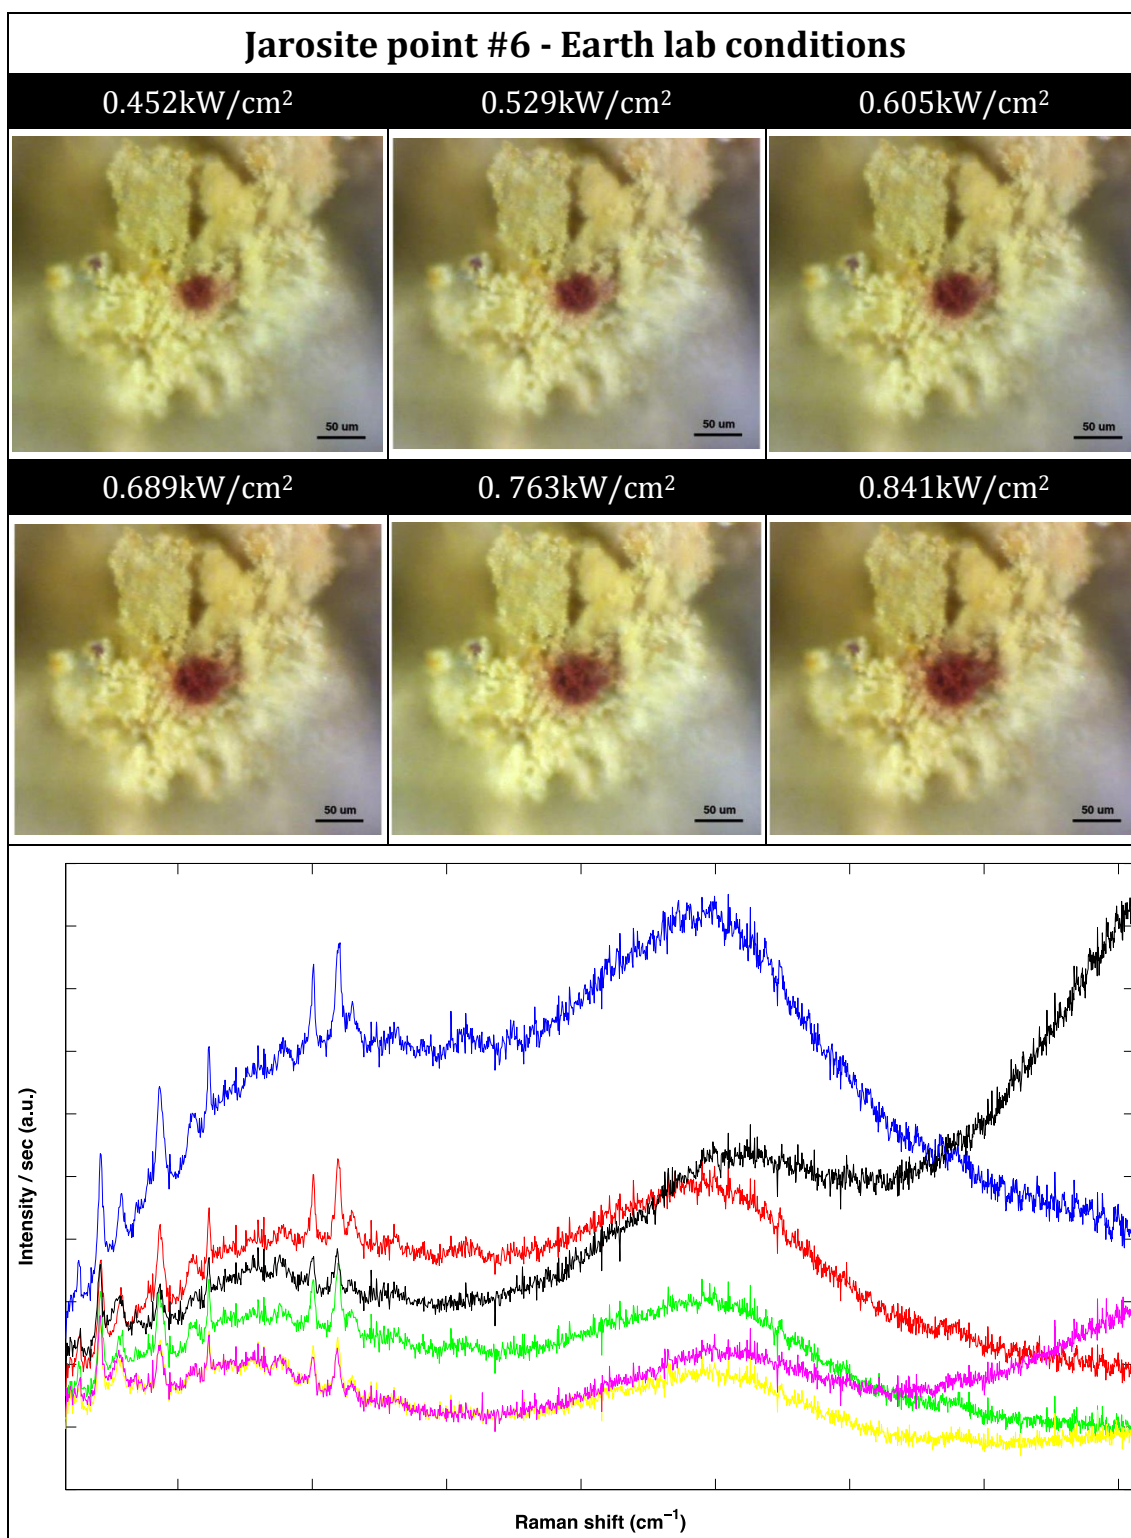 Jarosite point #6 - Earth lab conditions
0.452kW/cm²
0.529kW/cm²
0.605kW/cm²
50 um
50 um
50 um
0.689kW/cm²
0. 763kW/cm²
0.841kW/cm²
50 um
50 um
50 um
Intensity / sec (a.u.)
Raman shift (cm⁻¹)